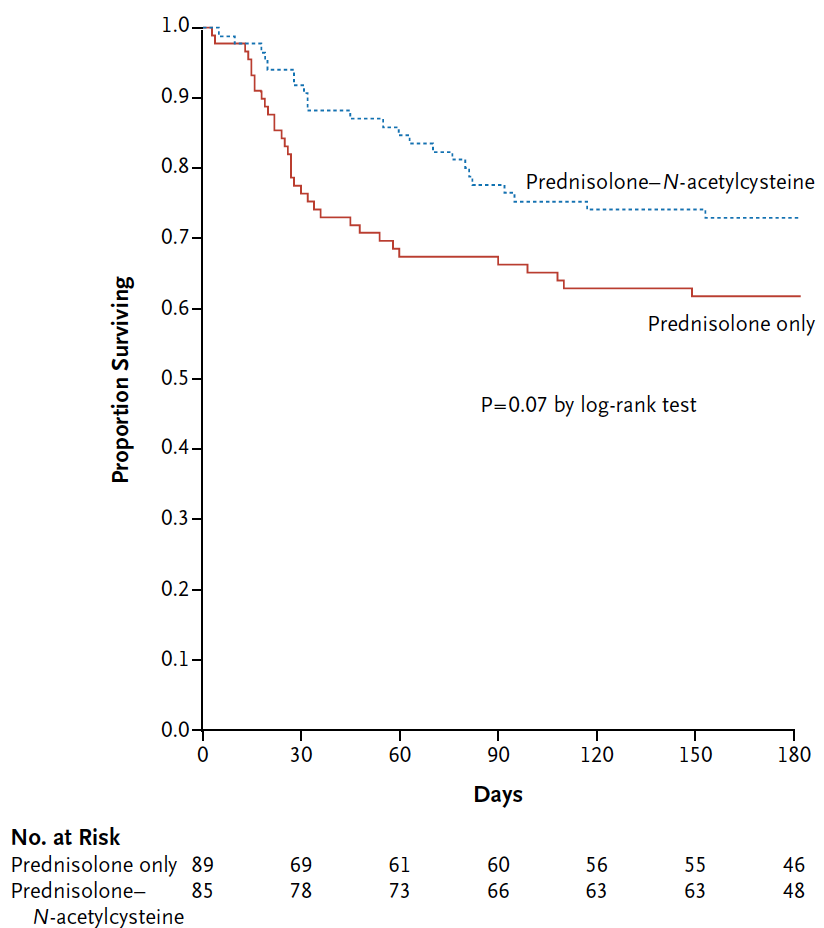 1.0
0.9
0.8
Prednisolone–N-acetylcysteine
0.7
0.6
Prednisolone only
0.5
P=0.07 by log-rank test
0.4
0.3
0.2
0.1
0.0
Proportion Surviving
0 30 60 90 120 150 180
Days
No. at Risk
Prednisolone only 89 69 61 60 56 55 46
Prednisolone– 85 78 73 66 63 63 48
N-acetylcysteine